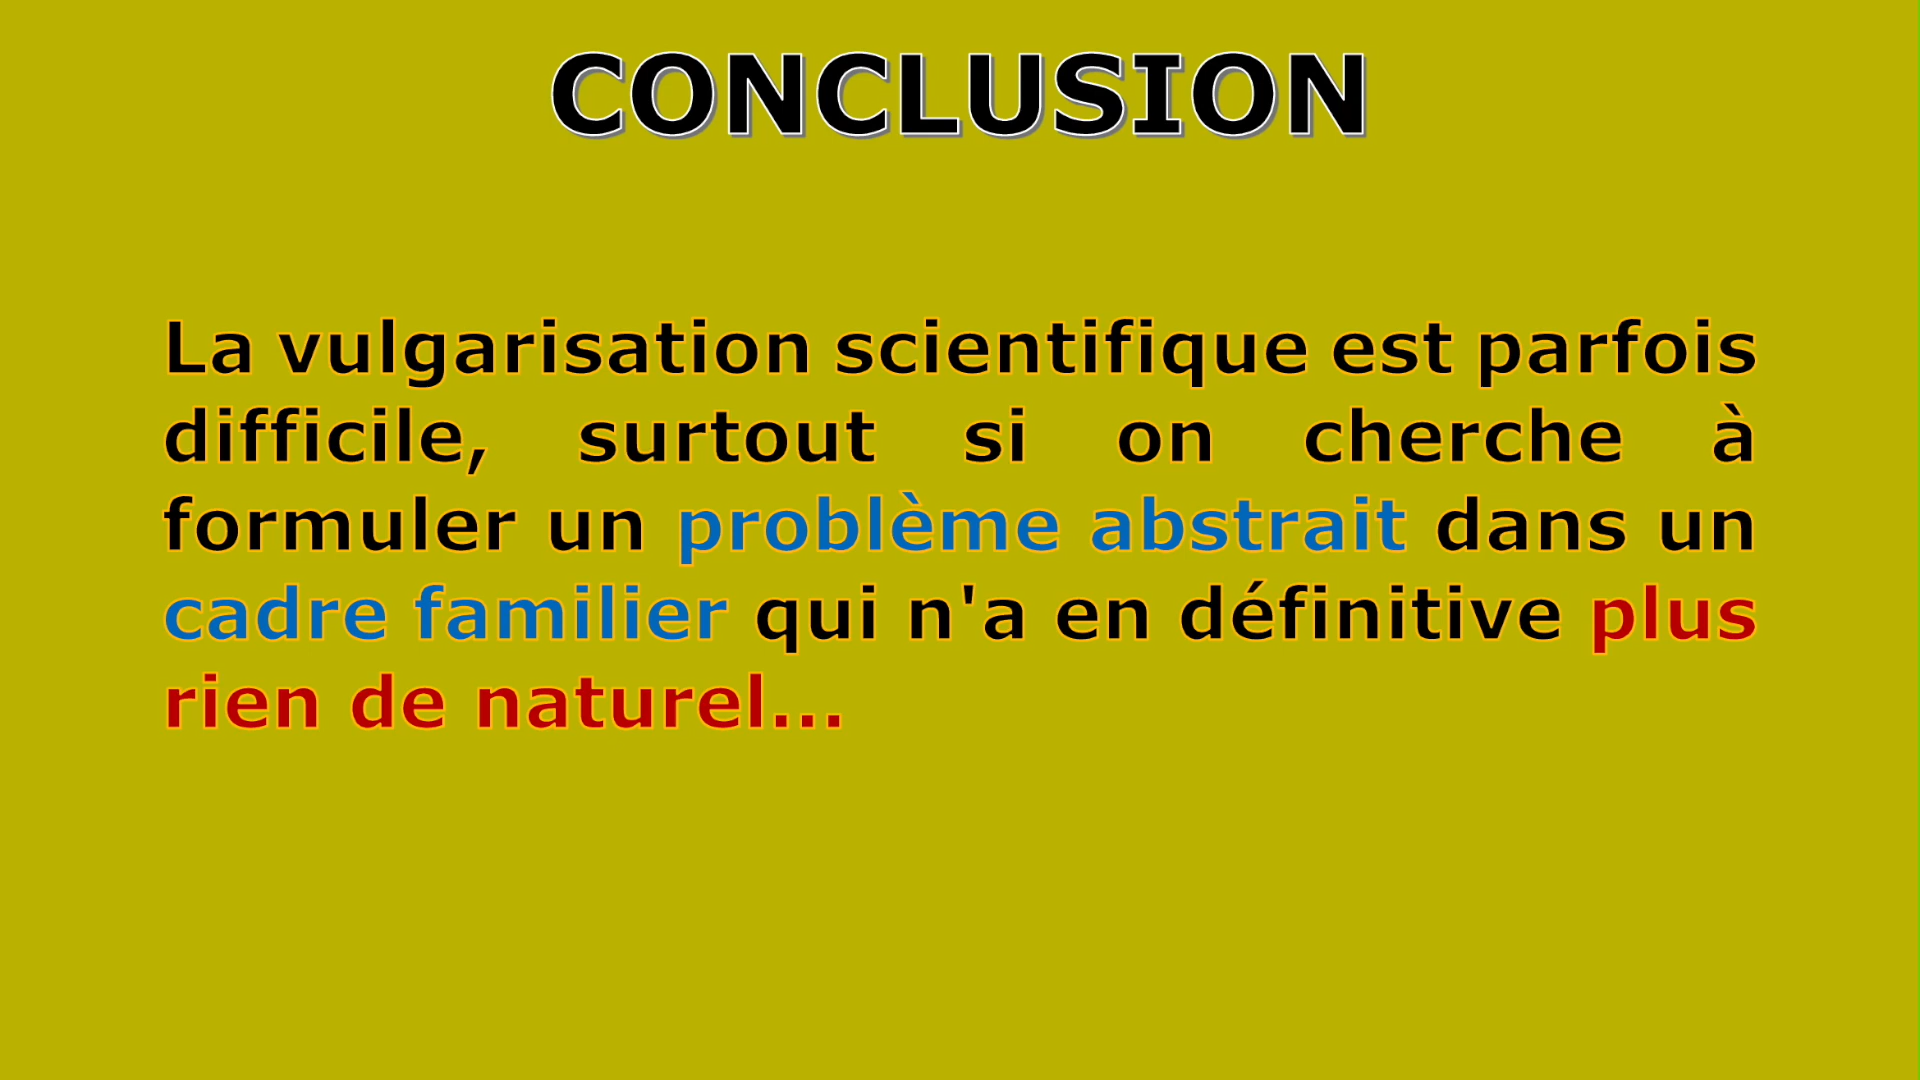 CONCLUSION
La vulgarisation scientifique est parfois
difficile, surtout si on cherche à
formuler un problème abstrait dans un
cadre familier qui n'a en définitive plus
rien de naturel...